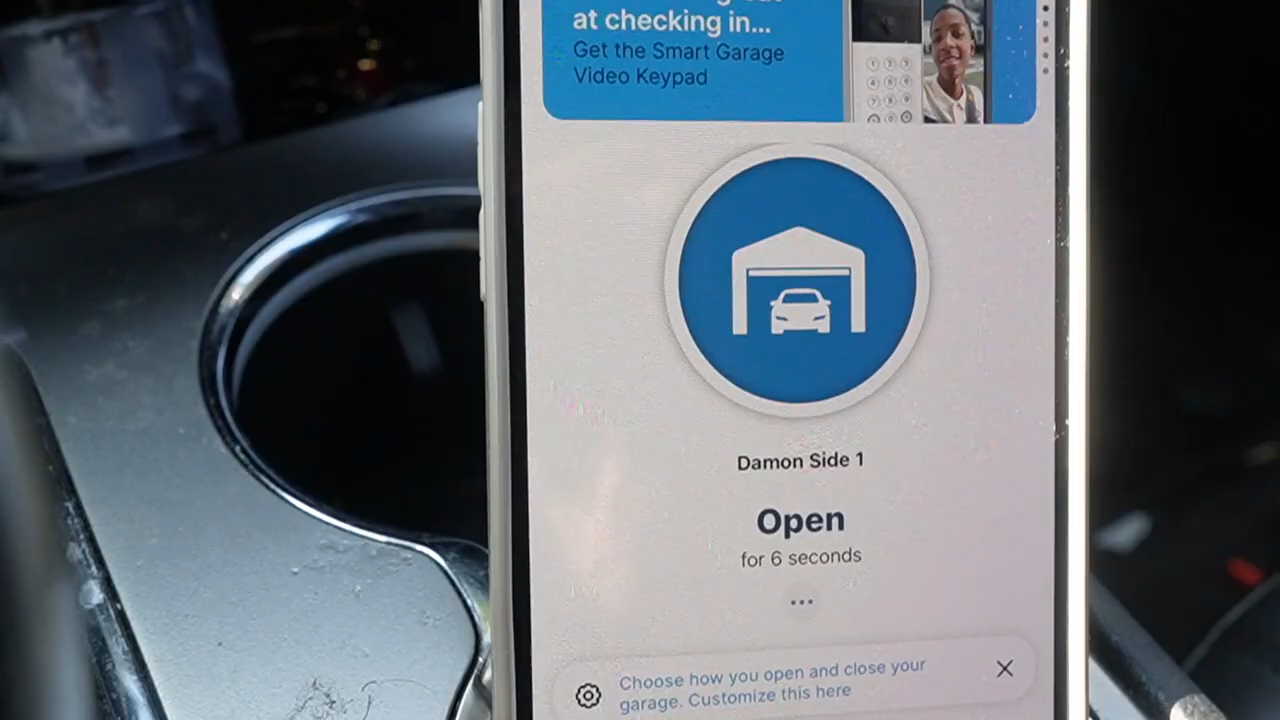 at checking in...
Get the Smart Garage
Video Keypad
Damon Side 1
Open
for 6 seconds
...
Choose how you open and close your
garage. Customize this here